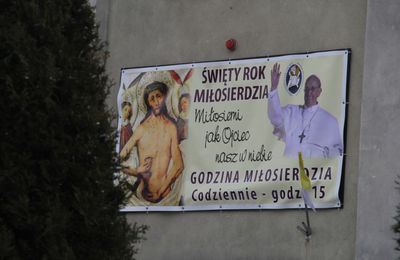 ŚWIĘTY ROK
MIŁOSIERDZIA
Miłosierni
jak Ojciec
nasz w niebie
GODZINA MIŁOSIERDZIA
Codziennie - godz. 15